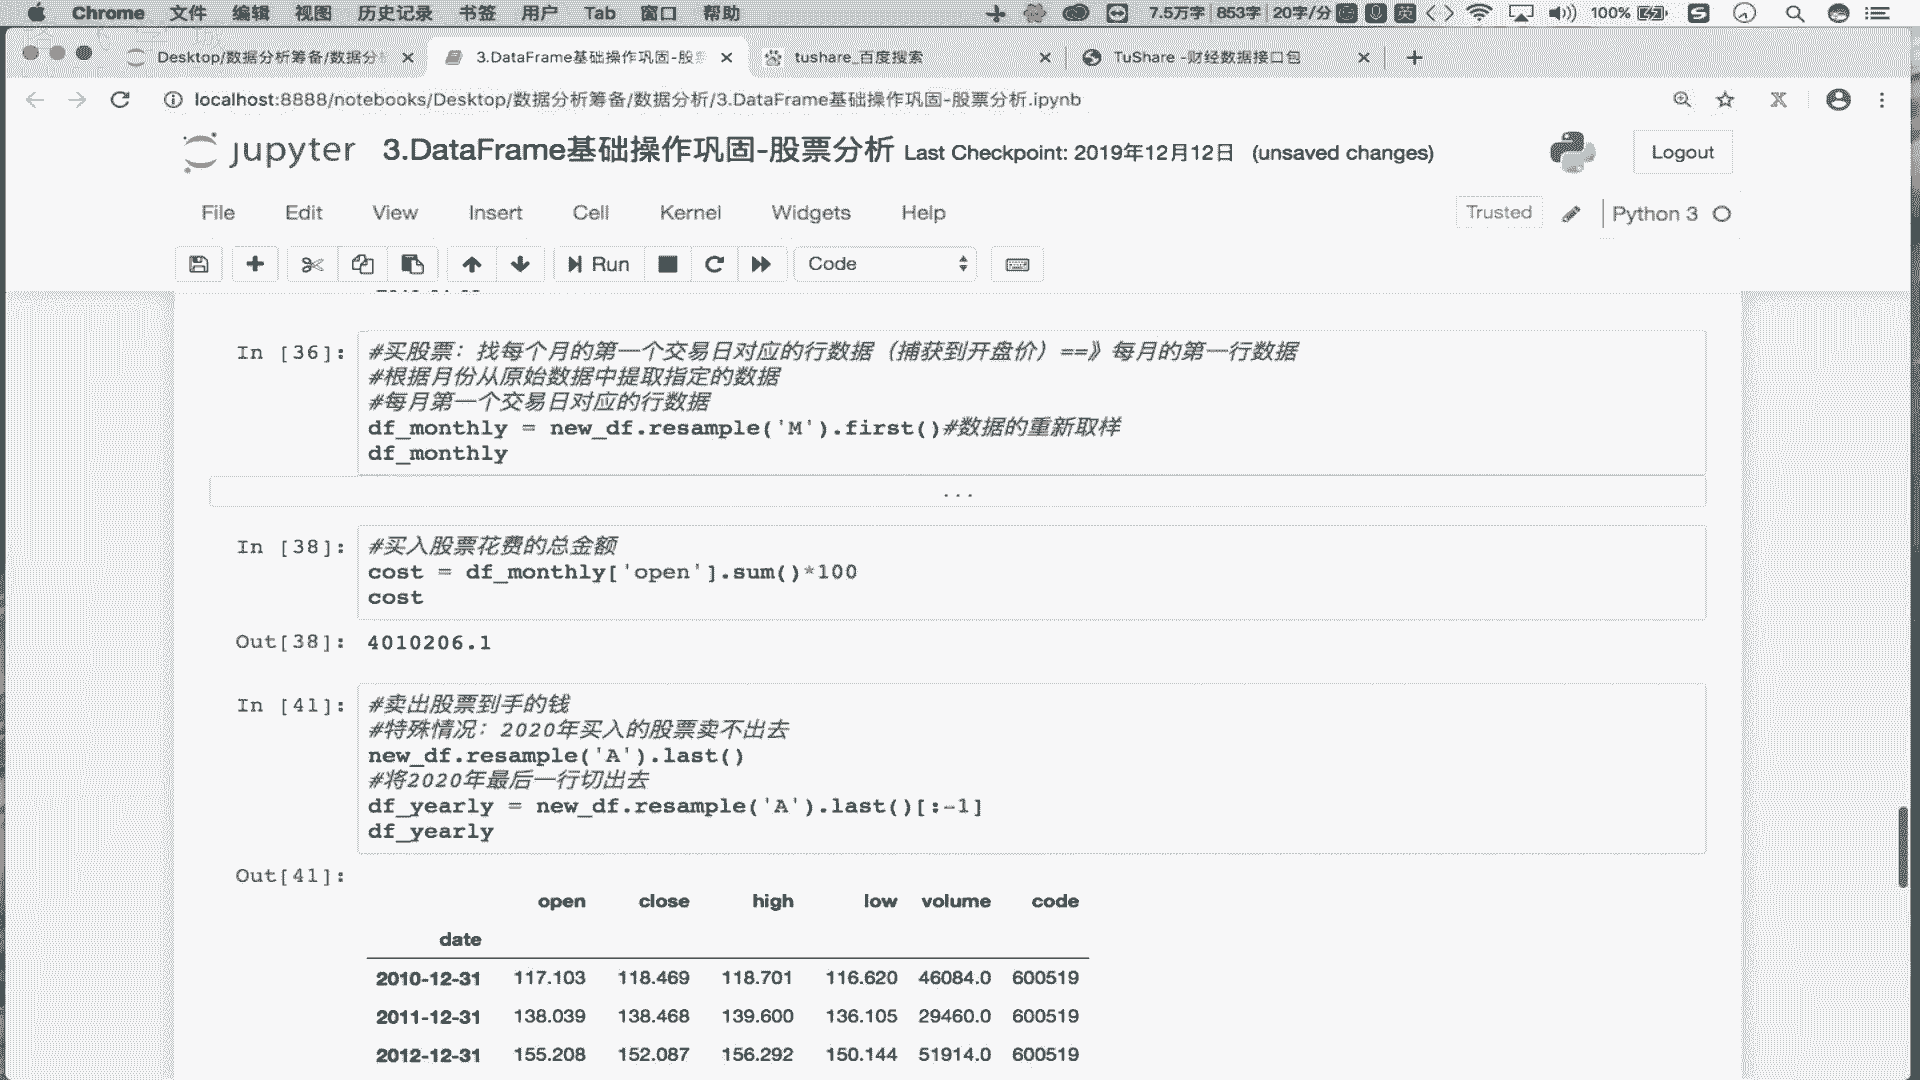 Chrome 文件 编辑 视图 历史记录 书签 用户 Tab 窗口 帮助 7.5万字 853字 20字/分 英 100%
Desktop/数据分析筹备/数据分 3.DataFrame基础操作巩固-股 tushare_百度搜索 TuShare -财经数据接口包
localhost:8888/notebooks/Desktop/数据分析筹备/数据分析/3.DataFrame基础操作巩固-股票分析.ipynb
jupyter 3.DataFrame基础操作巩固-股票分析 Last Checkpoint: 2019年12月12日 (unsaved changes) Logout
File Edit View Insert Cell Kernel Widgets Help Trusted Python 3
Run Code
In [36]: #买股票：找每个月的第一个交易日对应的行数据（捕获到开盘价）==》每月的第一行数据
#根据月份从原始数据中提取指定的数据
#每月第一个交易日对应的行数据
df_monthly = new_df.resample('M').first()#数据的重新取样
df_monthly
...
In [38]: #买入股票花费的总金额
cost = df_monthly['open'].sum()*100
cost
Out[38]: 4010206.1
In [41]: #卖出股票到手的钱
#特殊情况：2020年买入的股票卖不出去
new_df.resample('A').last()
#将2020年最后一行切出去
df_yearly = new_df.resample('A').last()[:-1]
df_yearly
Out[41]:
open close high low volume code
date
2010-12-31 117.103 118.469 118.701 116.620 46084.0 600519
2011-12-31 138.039 138.468 139.600 136.105 29460.0 600519
2012-12-31 155.208 152.087 156.292 150.144 51914.0 600519